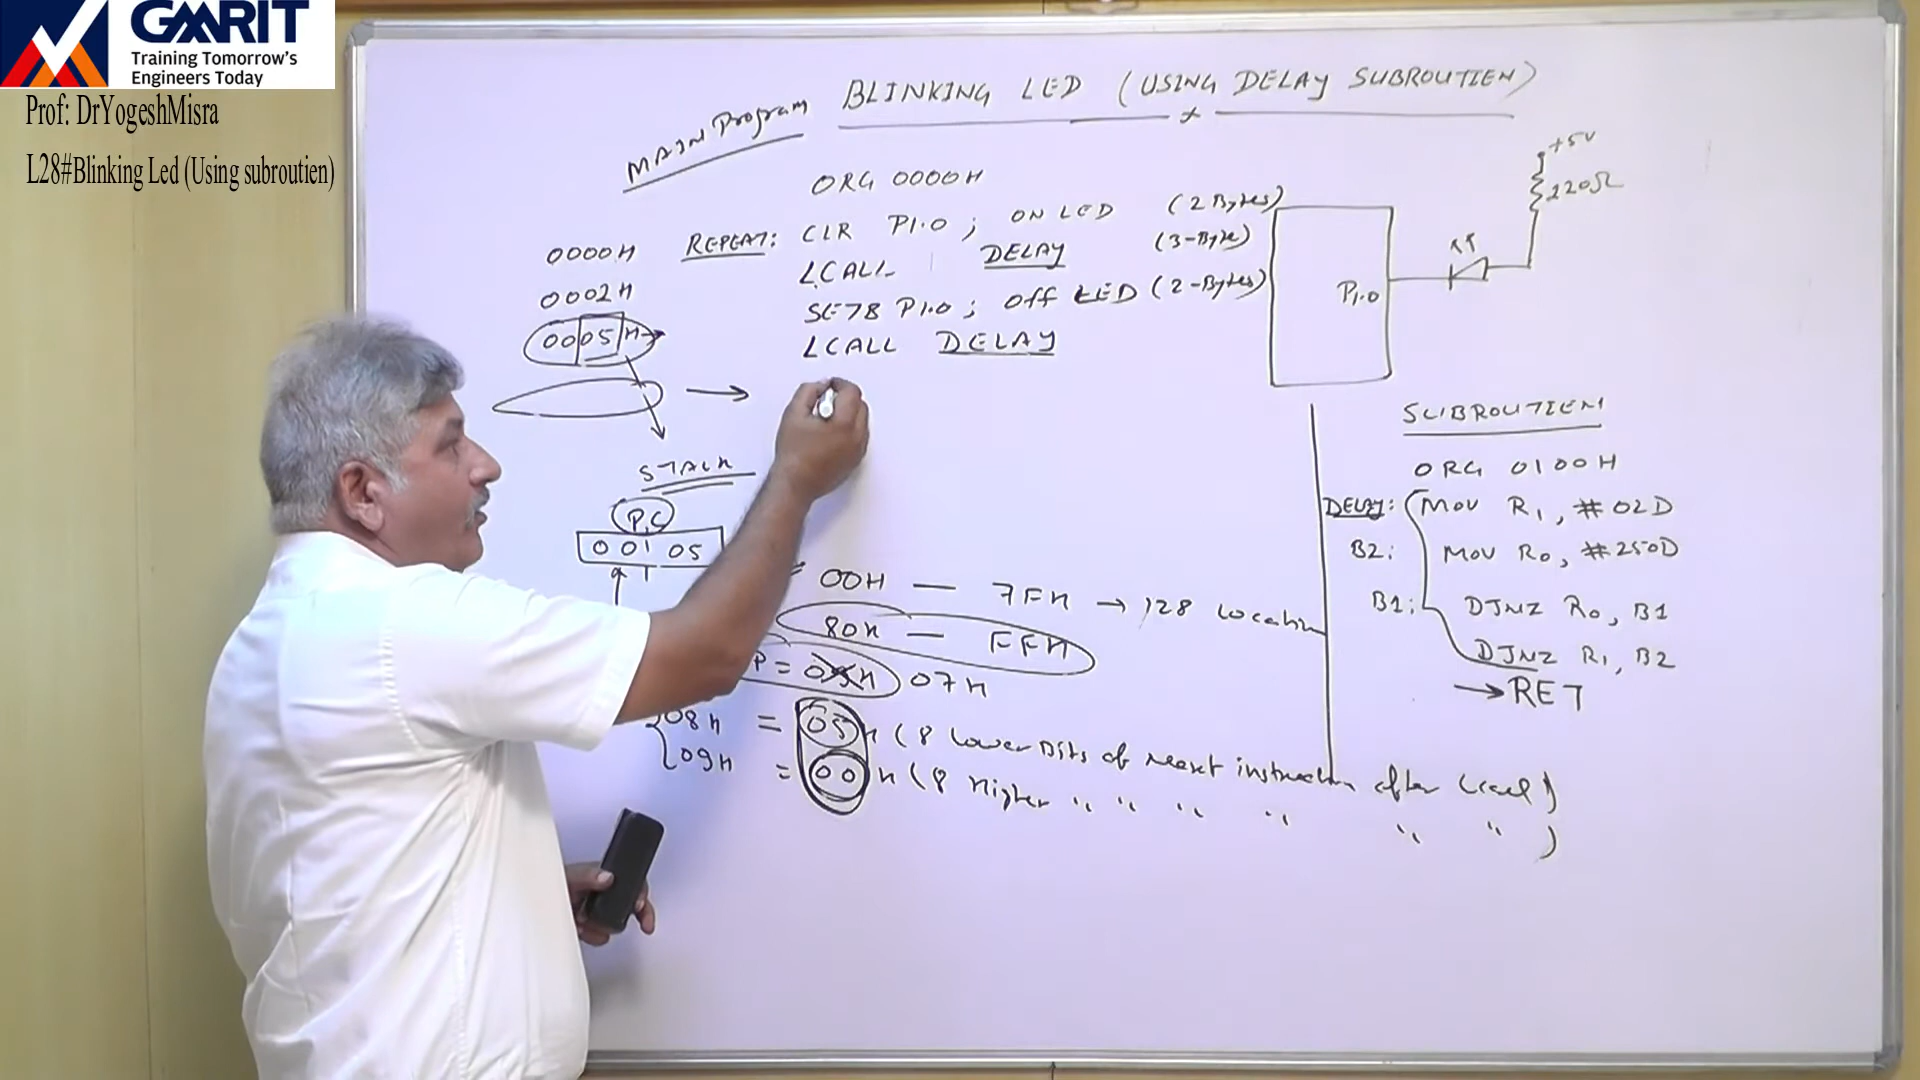 GMRIT
Training Tomorrow's
Engineers Today
Prof: DrYogeshMisra
L28#Blinking Led (Using subroutien)
BLINKING LED (USING DELAY SUBROUTIEN)
MAIN Program
ORG 0000H
0000H REPEAT: CLR P1.0 ; ON LED (2 Bytes)
0002H LCALL DELAY (3-Byte)
0005H SETB P1.0 ; Off LED (2-Bytes)
LCALL DELAY
+5V
220Ω
P1.0
STACK
P.C
00 05
00H — 7FH → 128 Location
80H — FFH
P = 07H
08H = 05H (8 Lower Bits of next instruction after Lcall)
09H = 00H (8 Higher " " " " " ")
SUBROUTIEN
ORG 0100H
DELAY: MOV R1, #02D
B2: MOV R0, #250D
B1: DJNZ R0, B1
DJNZ R1, B2
→ RET